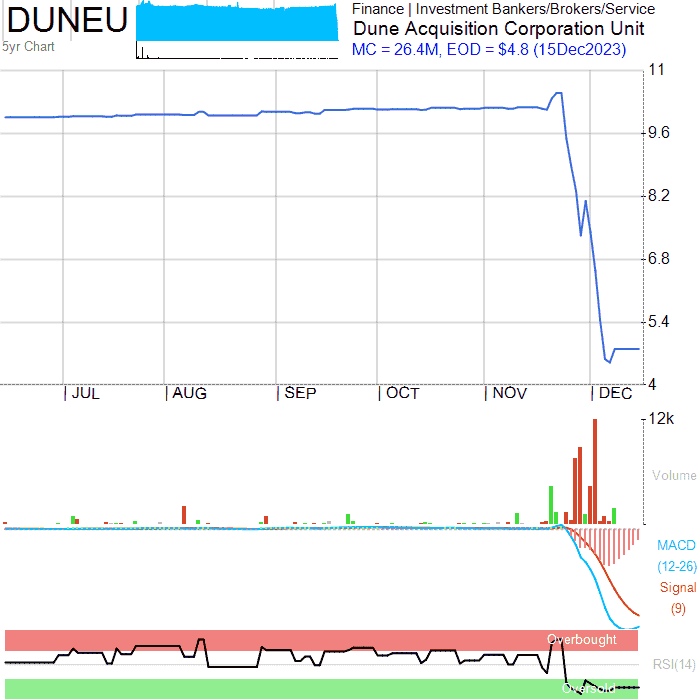 DUNEU
5yr Chart
Finance | Investment Bankers/Brokers/Service
Dune Acquisition Corporation Unit
MC = 26.4M, EOD = $4.8 (15Dec2023)
11
9.6
8.2
6.8
5.4
4
JUL AUG SEP OCT NOV DEC
12k
Volume
MACD
(12-26)
Signal
(9)
Overbought
RSI(14)
Oversold